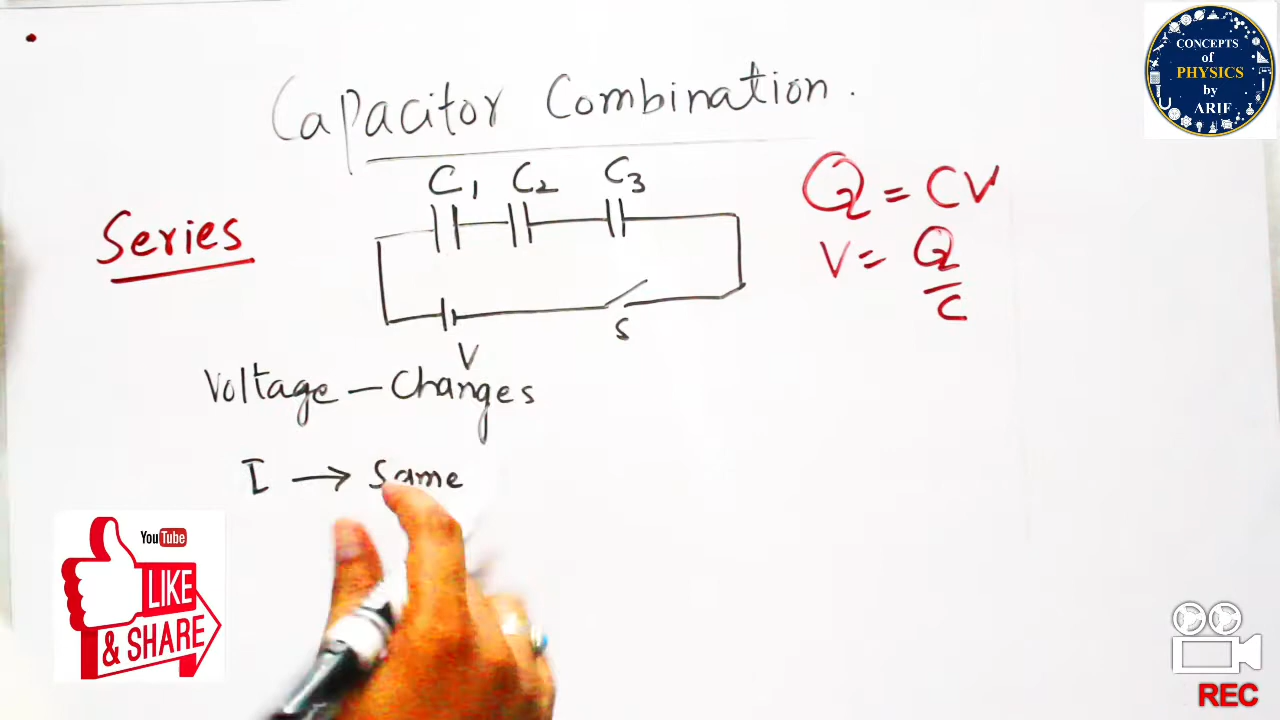 CONCEPTS
of
PHYSICS
by
ARIF
Capacitor Combination.
C1 C2 C3
Series
Q = CV
V = Q/C
S
V
Voltage — Changes
I → Same
YouTube
LIKE
& SHARE
REC